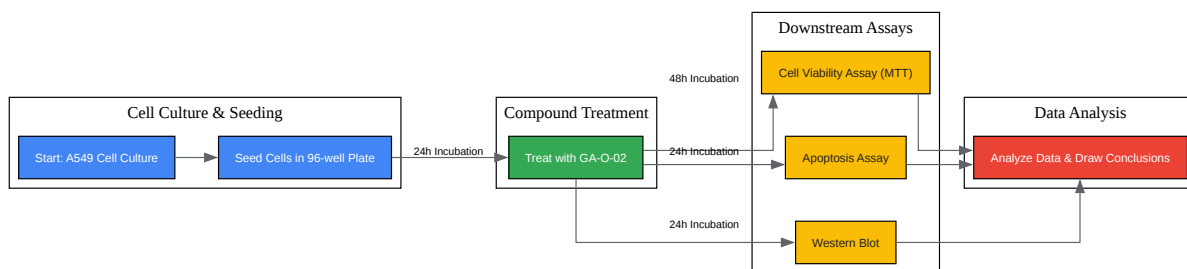 Cell Culture & Seeding
Start: A549 Cell Culture
Seed Cells in 96-well Plate
24h Incubation
Compound Treatment
Treat with GA-O-02
48h Incubation
24h Incubation
24h Incubation
Downstream Assays
Cell Viability Assay (MTT)
Apoptosis Assay
Western Blot
Data Analysis
Analyze Data & Draw Conclusions